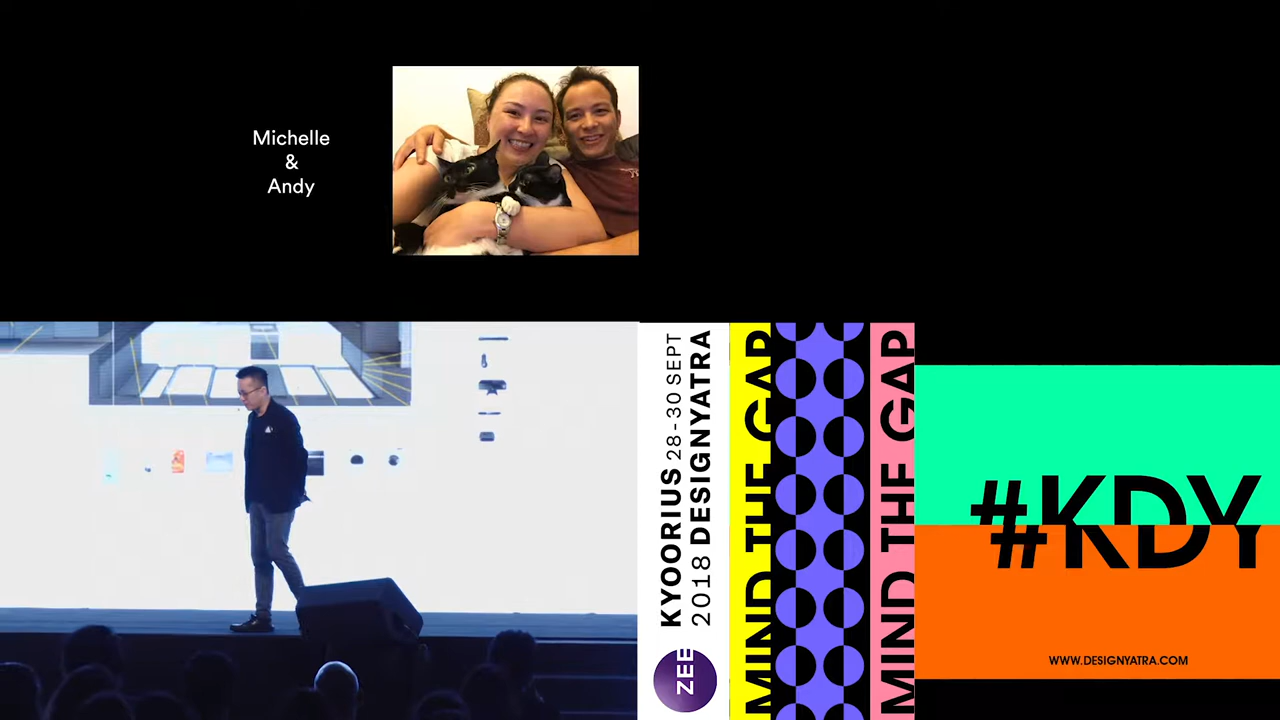 Michelle
&
Andy
KYOORIUS 28-30 SEPT
2018 DESIGNYATRA
ZEE
MIND THE GAP
MIND THE GAP
#KDY
WWW.DESIGNYATRA.COM